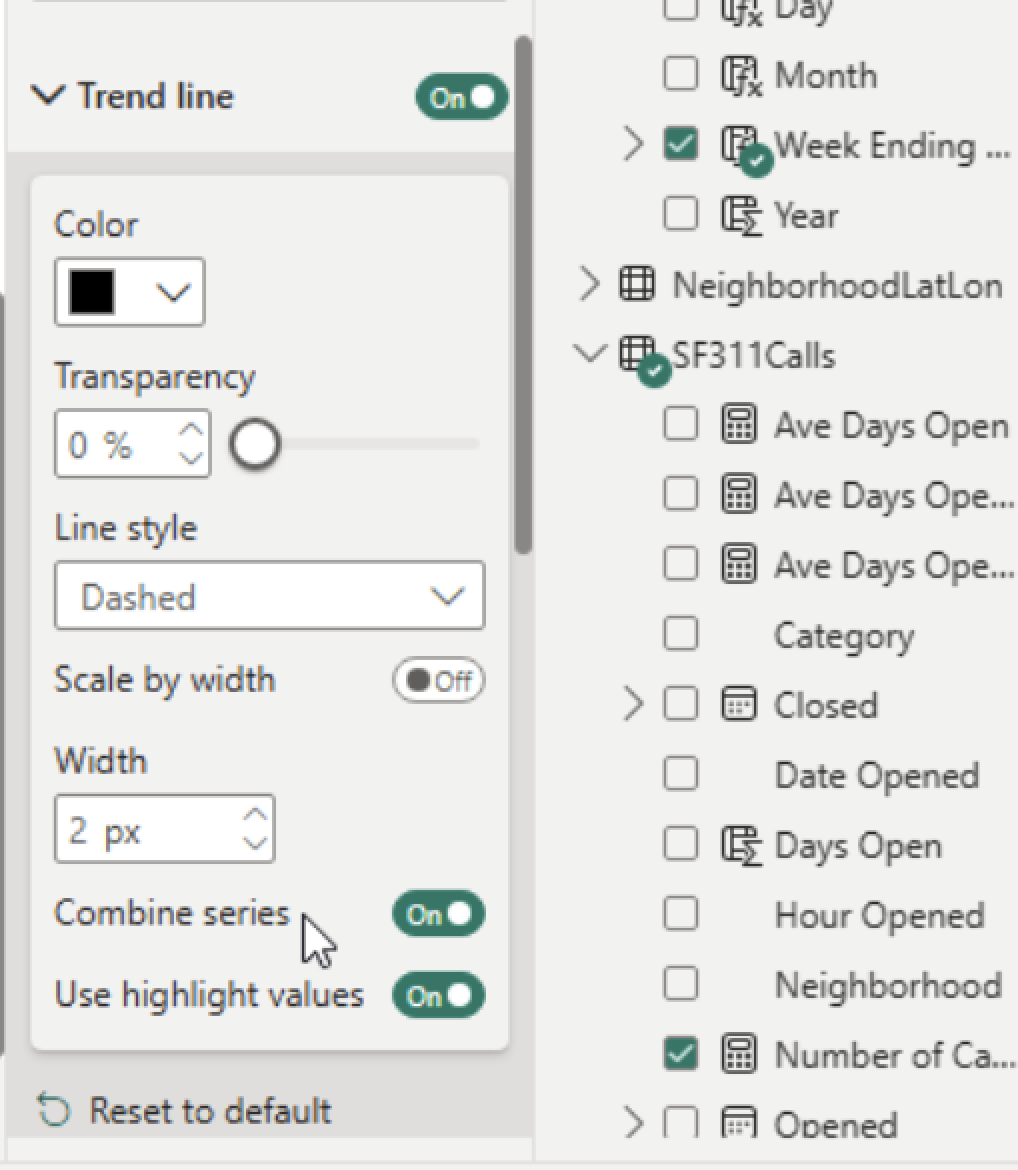 Trend line
On
Color
Transparency
0 %
Line style
Dashed
Scale by width
Off
Width
2 px
Combine series
On
Use highlight values
On
Reset to default
Day
Month
Week Ending ...
Year
NeighborhoodLatLon
SF311Calls
Ave Days Open
Ave Days Ope...
Ave Days Ope...
Category
Closed
Date Opened
Days Open
Hour Opened
Neighborhood
Number of Ca...
Opened